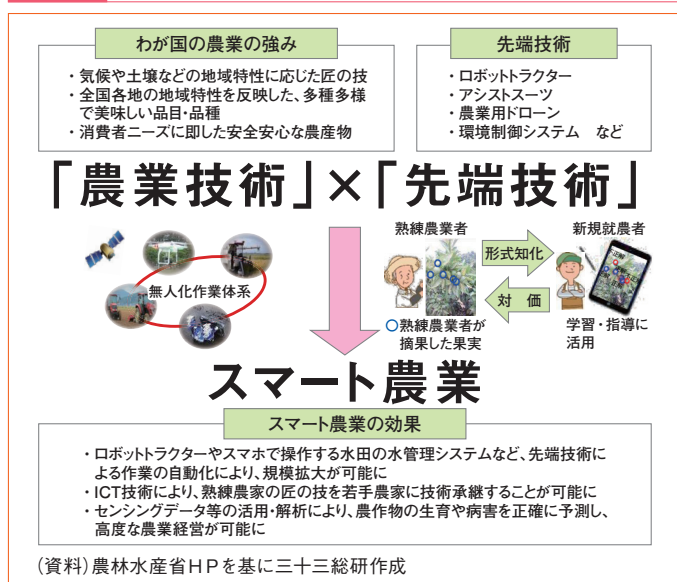 わが国の農業の強み
・気候や土壌などの地域特性に応じた匠の技
・全国各地の地域特性を反映した、多種多様
で美味しい品目・品種
・消費者ニーズに即した安全安心な農産物
先端技術
・ロボットトラクター
・アシストスーツ
・農業用ドローン
・環境制御システム など
「農業技術」×「先端技術」
無人化作業体系
熟練農業者
形式知化
新規就農者
対 価
○熟練農業者が
摘果した果実
学習・指導に
活用
スマート農業
スマート農業の効果
・ロボットトラクターやスマホで操作する水田の水管理システムなど、先端技術に
よる作業の自動化により、規模拡大が可能に
・ICT技術により、熟練農家の匠の技を若手農家に技術承継することが可能に
・センシングデータ等の活用・解析により、農作物の生育や病害を正確に予測し、
高度な農業経営が可能に
(資料)農林水産省HPを基に三十三総研作成